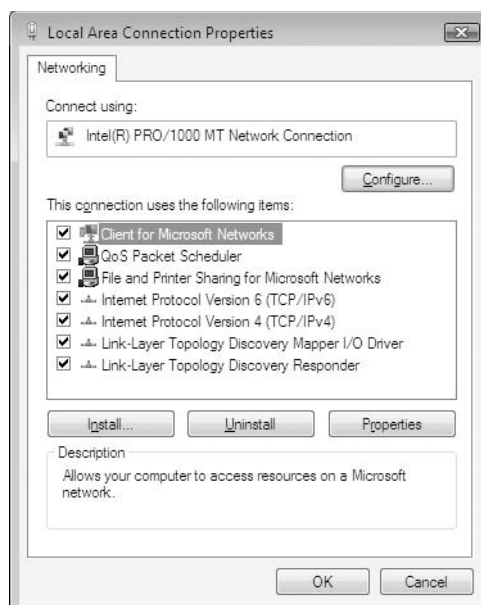 Local Area Connection Properties
Networking
Connect using:
Intel(R) PRO/1000 MT Network Connection
Configure...
This connection uses the following items:
Client for Microsoft Networks
QoS Packet Scheduler
File and Printer Sharing for Microsoft Networks
Internet Protocol Version 6 (TCP/IPv6)
Internet Protocol Version 4 (TCP/IPv4)
Link-Layer Topology Discovery Mapper I/O Driver
Link-Layer Topology Discovery Responder
Install... Uninstall Properties
Description
Allows your computer to access resources on a Microsoft
network.
OK Cancel